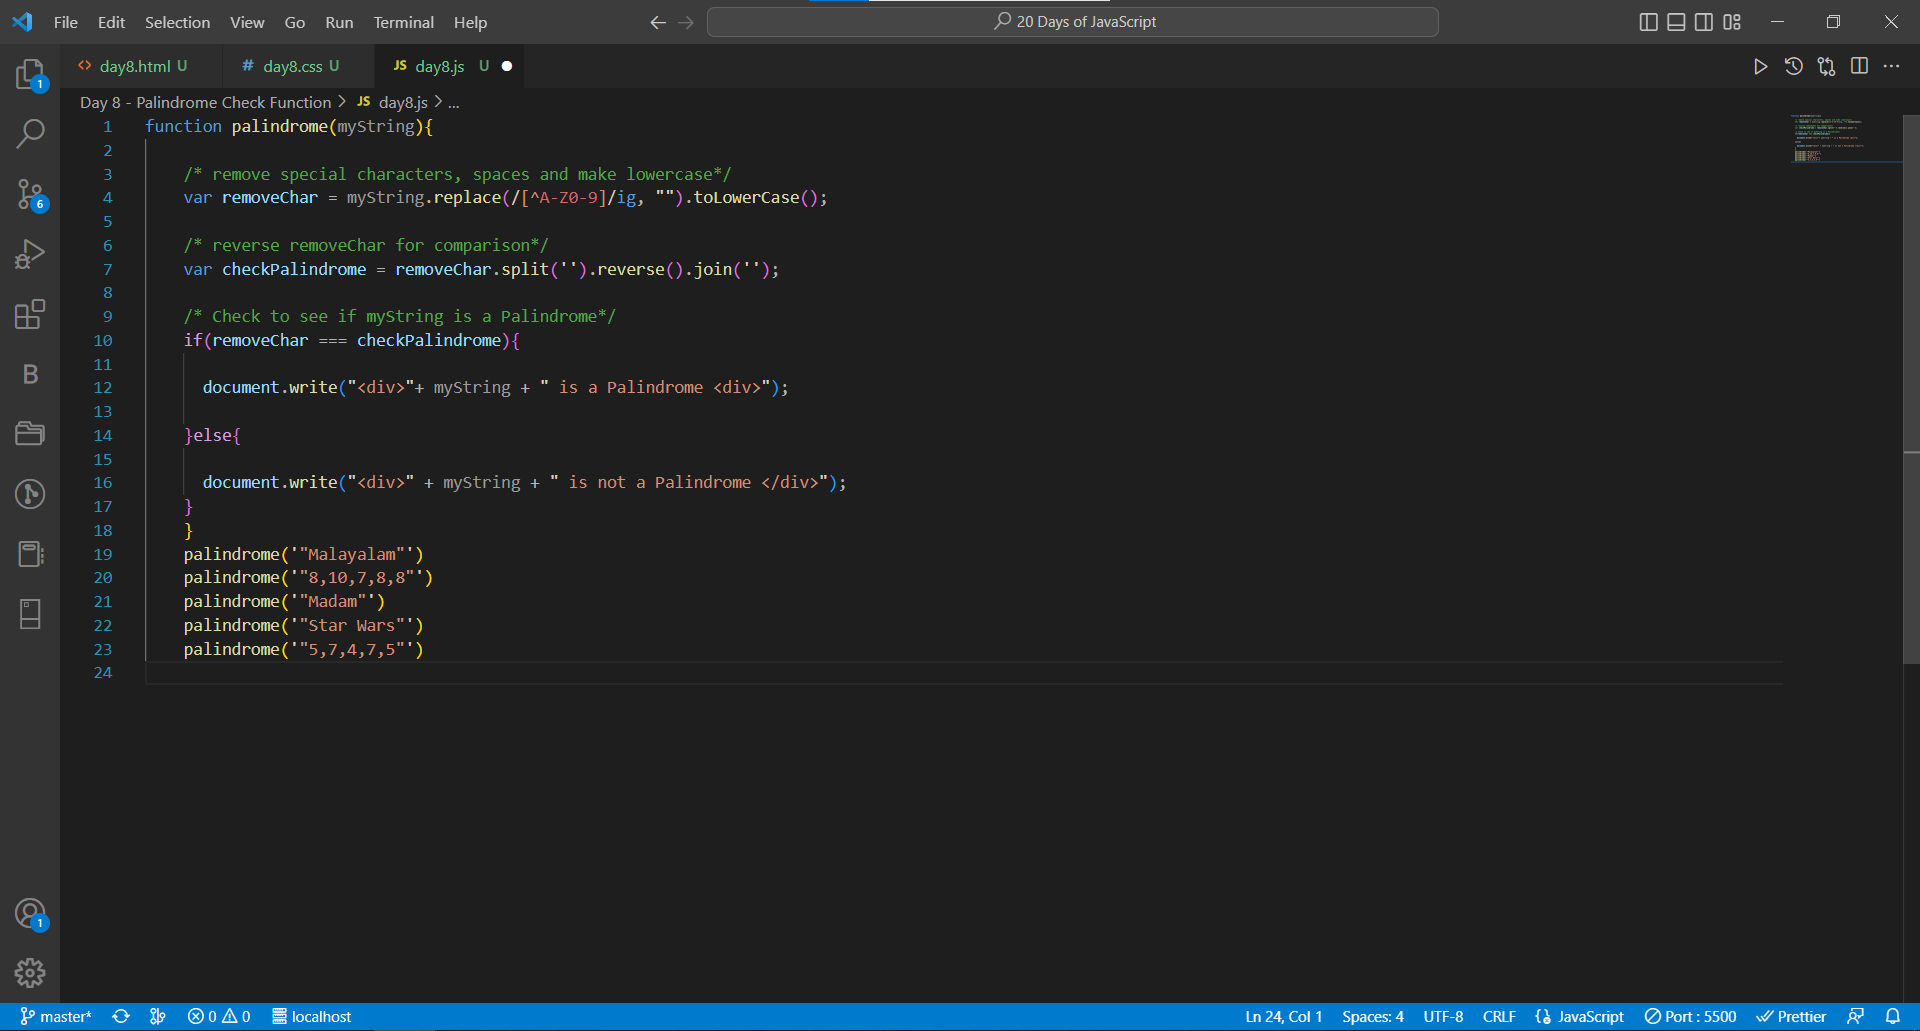 File Edit Selection View Go Run Terminal Help
20 Days of JavaScript
day8.html U
# day8.css U
JS day8.js U
Day 8 - Palindrome Check Function > JS day8.js > ...
1 function palindrome(myString){
2
3 /* remove special characters, spaces and make lowercase*/
4 var removeChar = myString.replace(/[^A-Z0-9]/ig, "").toLowerCase();
5
6 /* reverse removeChar for comparison*/
7 var checkPalindrome = removeChar.split('').reverse().join('');
8
9 /* Check to see if myString is a Palindrome*/
10 if(removeChar === checkPalindrome){
11
12 document.write("<div>"+ myString + " is a Palindrome <div>");
13
14 }else{
15
16 document.write("<div>" + myString + " is not a Palindrome </div>");
17 }
18 }
19 palindrome('"Malayalam"')
20 palindrome('"8,10,7,8,8"')
21 palindrome('"Madam"')
22 palindrome('"Star Wars"')
23 palindrome('"5,7,4,7,5"')
24
1
6
B
1
master* 0 0 localhost Ln 24, Col 1 Spaces: 4 UTF-8 CRLF JavaScript Port : 5500 Prettier